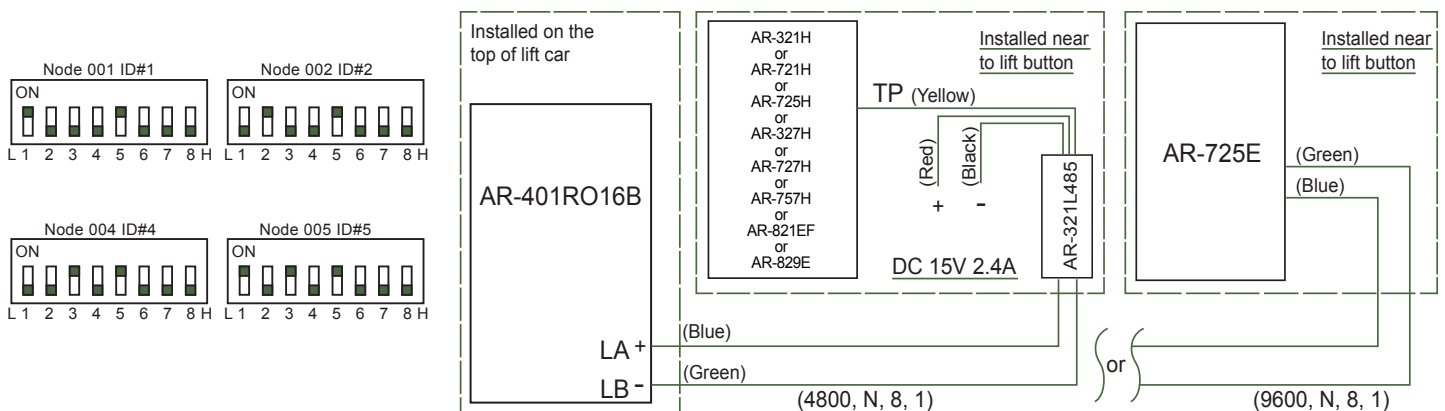 Node 001 ID#1
ON
L 1 2 3 4 5 6 7 8 H
Node 002 ID#2
ON
L 1 2 3 4 5 6 7 8 H
Node 004 ID#4
ON
L 1 2 3 4 5 6 7 8 H
Node 005 ID#5
ON
L 1 2 3 4 5 6 7 8 H
Installed on the
top of lift car
AR-401RO16B
LA +
LB -
(Blue)
(Green)
AR-321H
or
AR-721H
or
AR-725H
or
AR-327H
or
AR-727H
or
AR-757H
or
AR-821EF
or
AR-829E
Installed near
to lift button
TP (Yellow)
(Red)
+
(Black)
-
DC 15V 2.4A
AR-321L485
(4800, N, 8, 1)
or
Installed near
to lift button
AR-725E
(Green)
(Blue)
(9600, N, 8, 1)